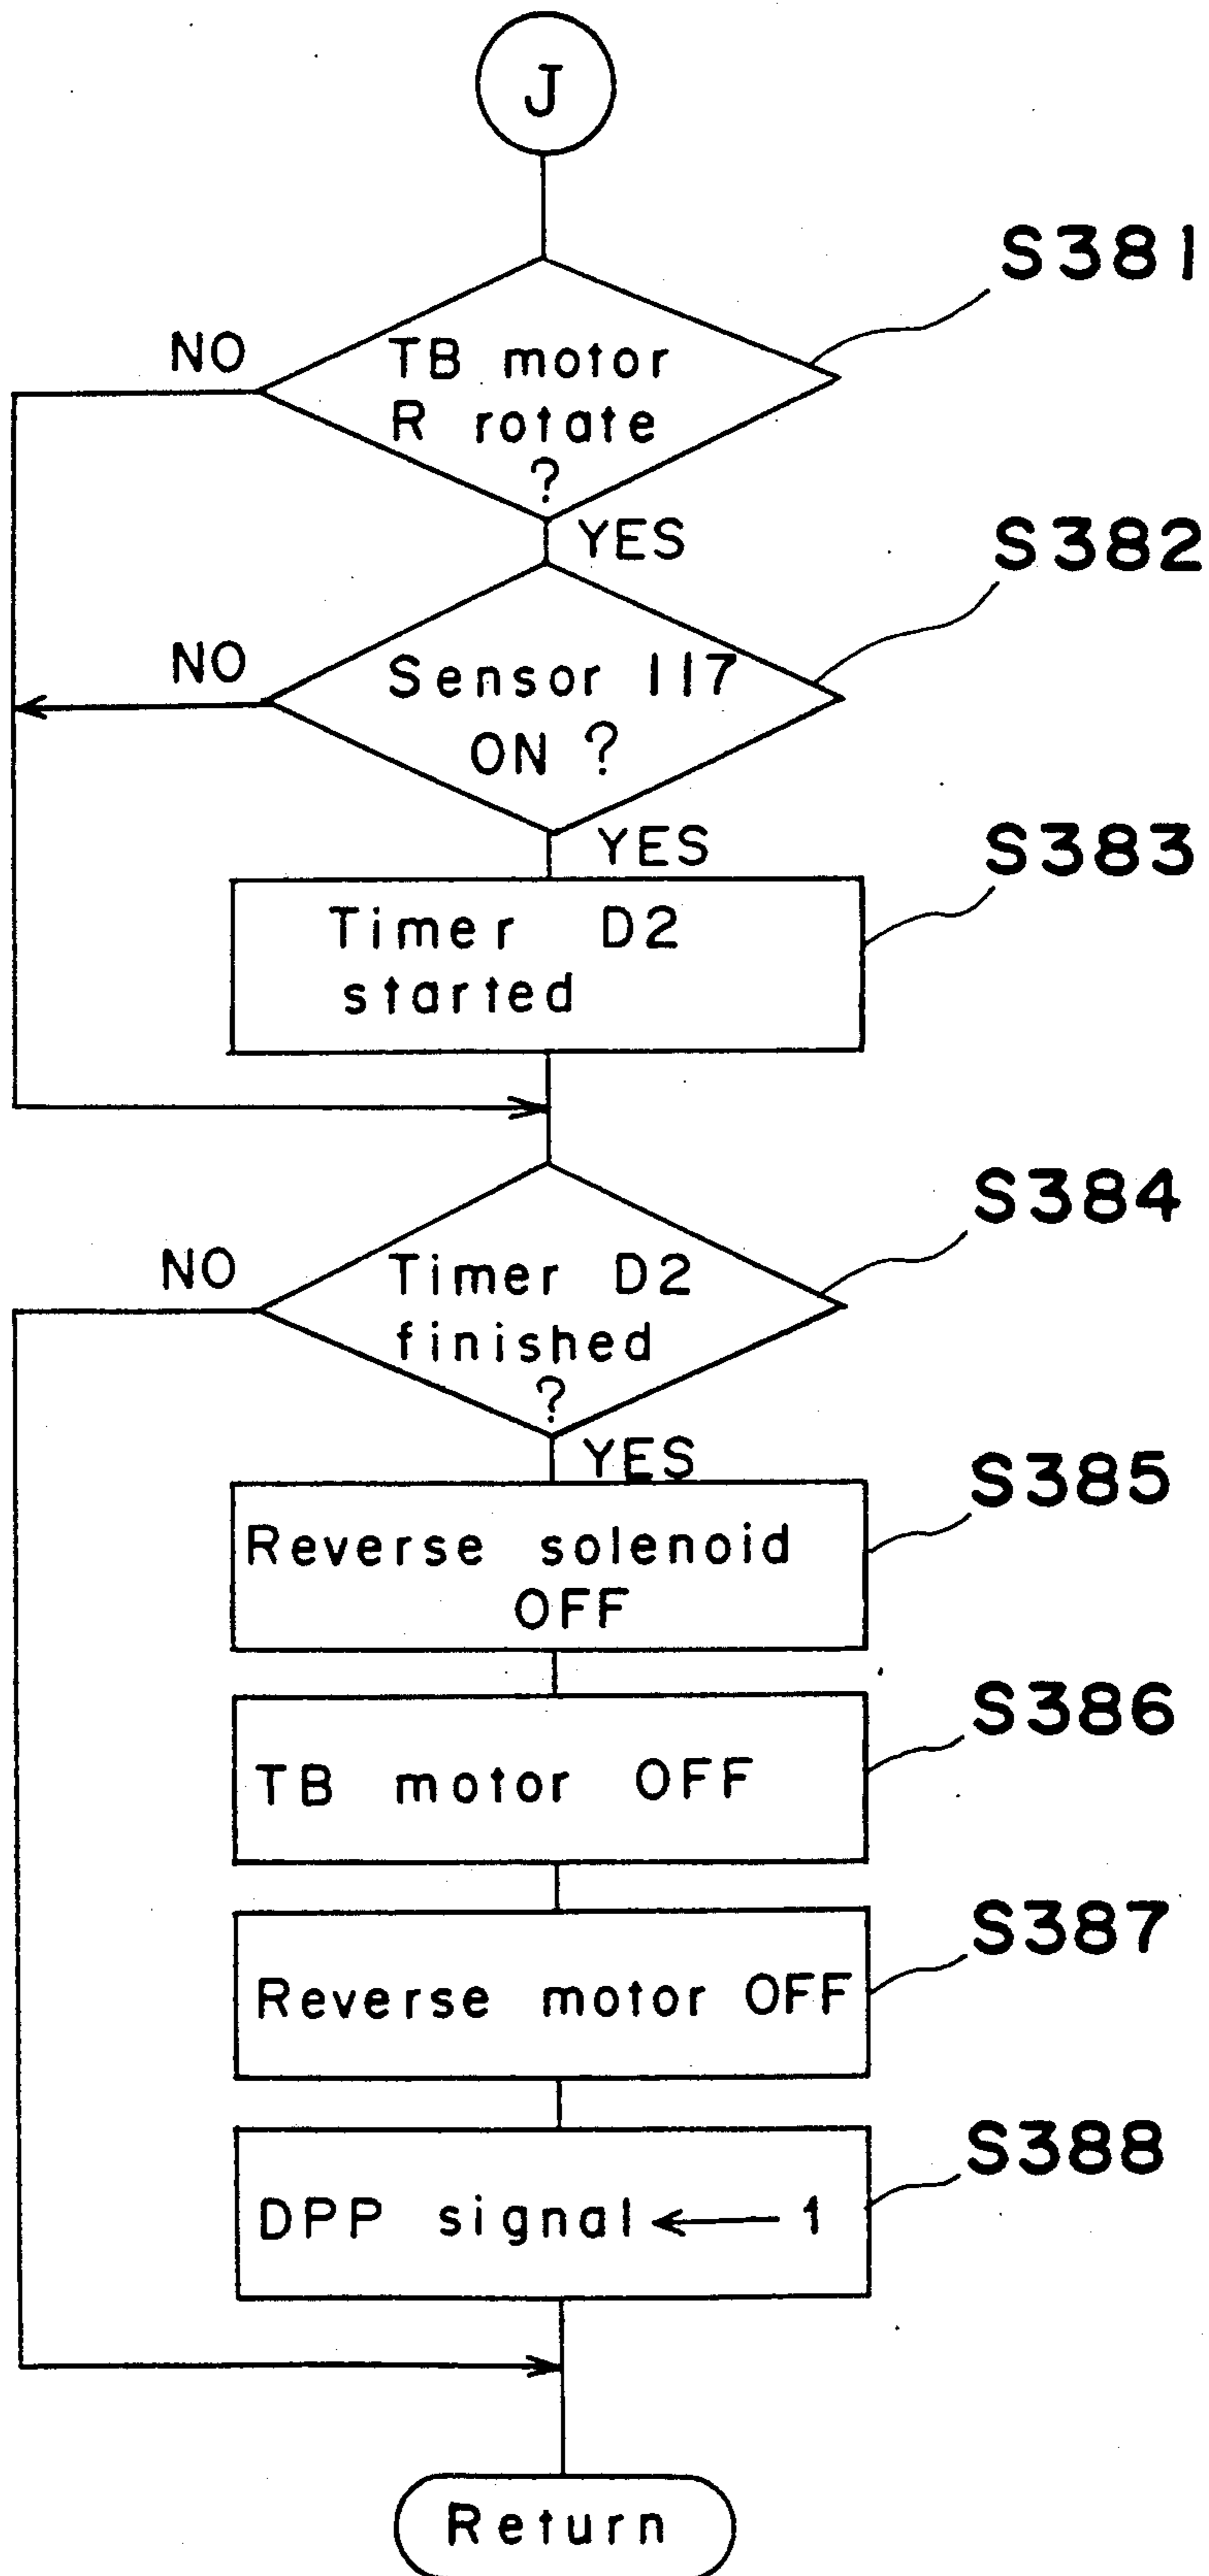 J
S381
NO
TB motor
R rotate
?
YES
S382
NO
Sensor 117
ON ?
YES
S383
Timer D2
started
S384
NO
Timer D2
finished
?
YES
S385
Reverse solenoid
OFF
S386
TB motor OFF
S387
Reverse motor OFF
S388
DPP signal ← 1
Return